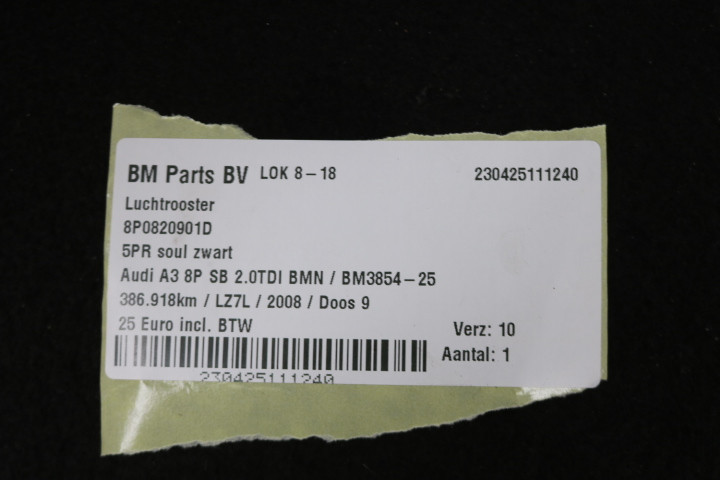 BM Parts BV LOK 8-18 230425111240
Luchtrooster
8P0820901D
5PR soul zwart
Audi A3 8P SB 2.0TDI BMN / BM3854-25
386.918km / LZ7L / 2008 / Doos 9
25 Euro incl. BTW Verz: 10
Aantal: 1
230425111240